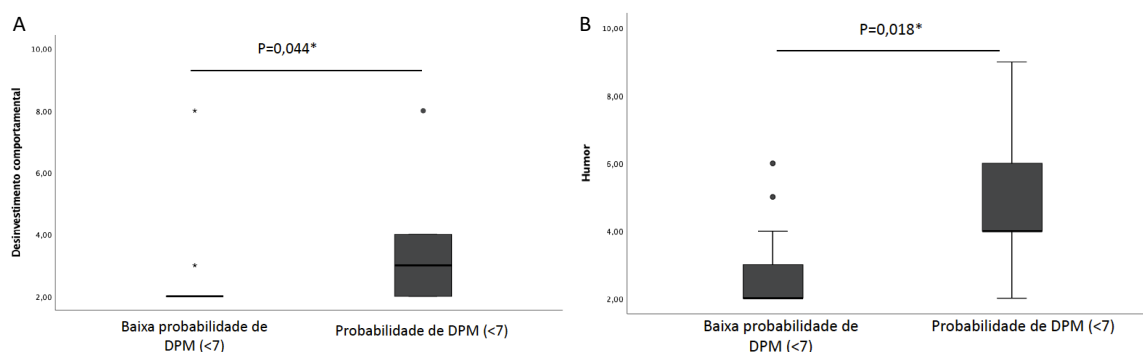 A
P=0,044*
10,00
8,00
6,00
4,00
2,00
Desinvestimento comportamental
*
*
Baixa probabilidade de
DPM (<7)
Probabilidade de DPM (<7)
B
P=0,018*
10,00
8,00
6,00
4,00
2,00
Humor
Baixa probabilidade de
DPM (<7)
Probabilidade de DPM (<7)